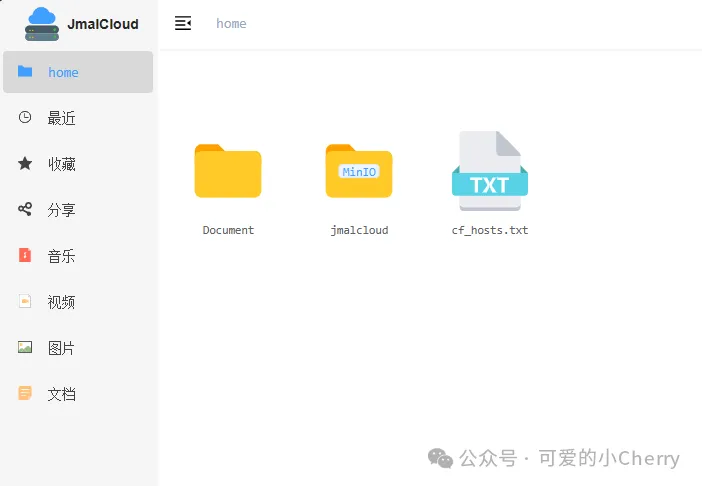 JmalCloud
home
home
最近
收藏
分享
音乐
视频
图片
文档
MinIO
TXT
Document
jmalcloud
cf_hosts.txt
公众号 · 可爱的小Cherry